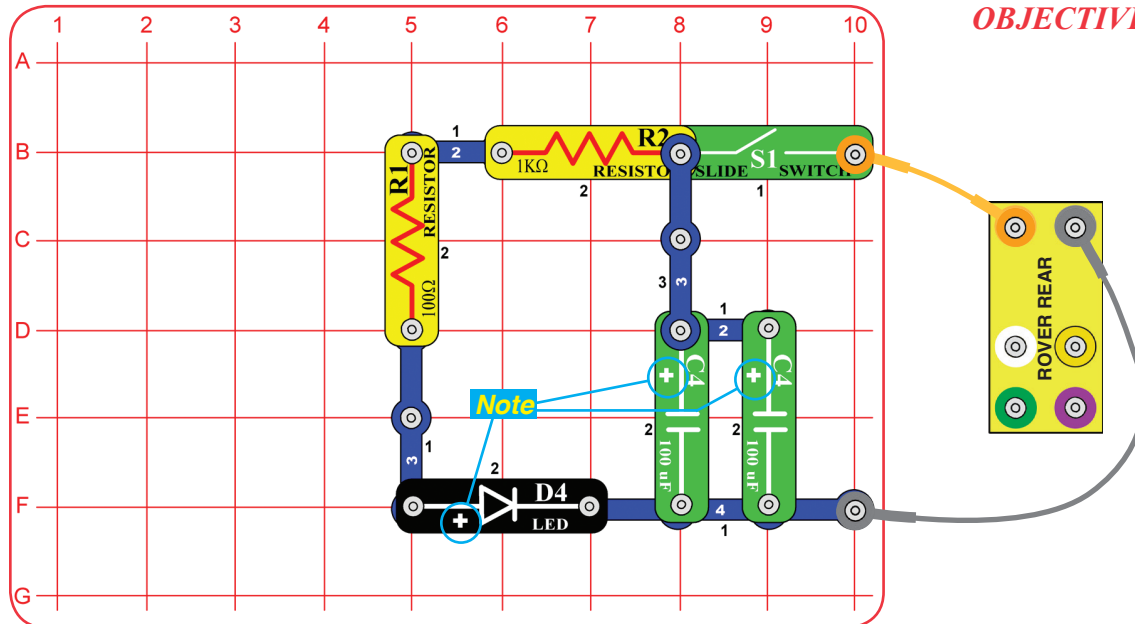 OBJECTIVE
1 2 3 4 5 6 7 8 9 10
A
B
C
D
E
F
G
1
2
R1
RESISTOR
100Ω
2
R2
1KΩ
RESISTO
2
S1
SLIDE SWITCH
1
3
3
1
2
C4
+
100 uF
2
C4
+
100 uF
2
Note
3
1
2
D4
+
LED
4
1
ROVER REAR